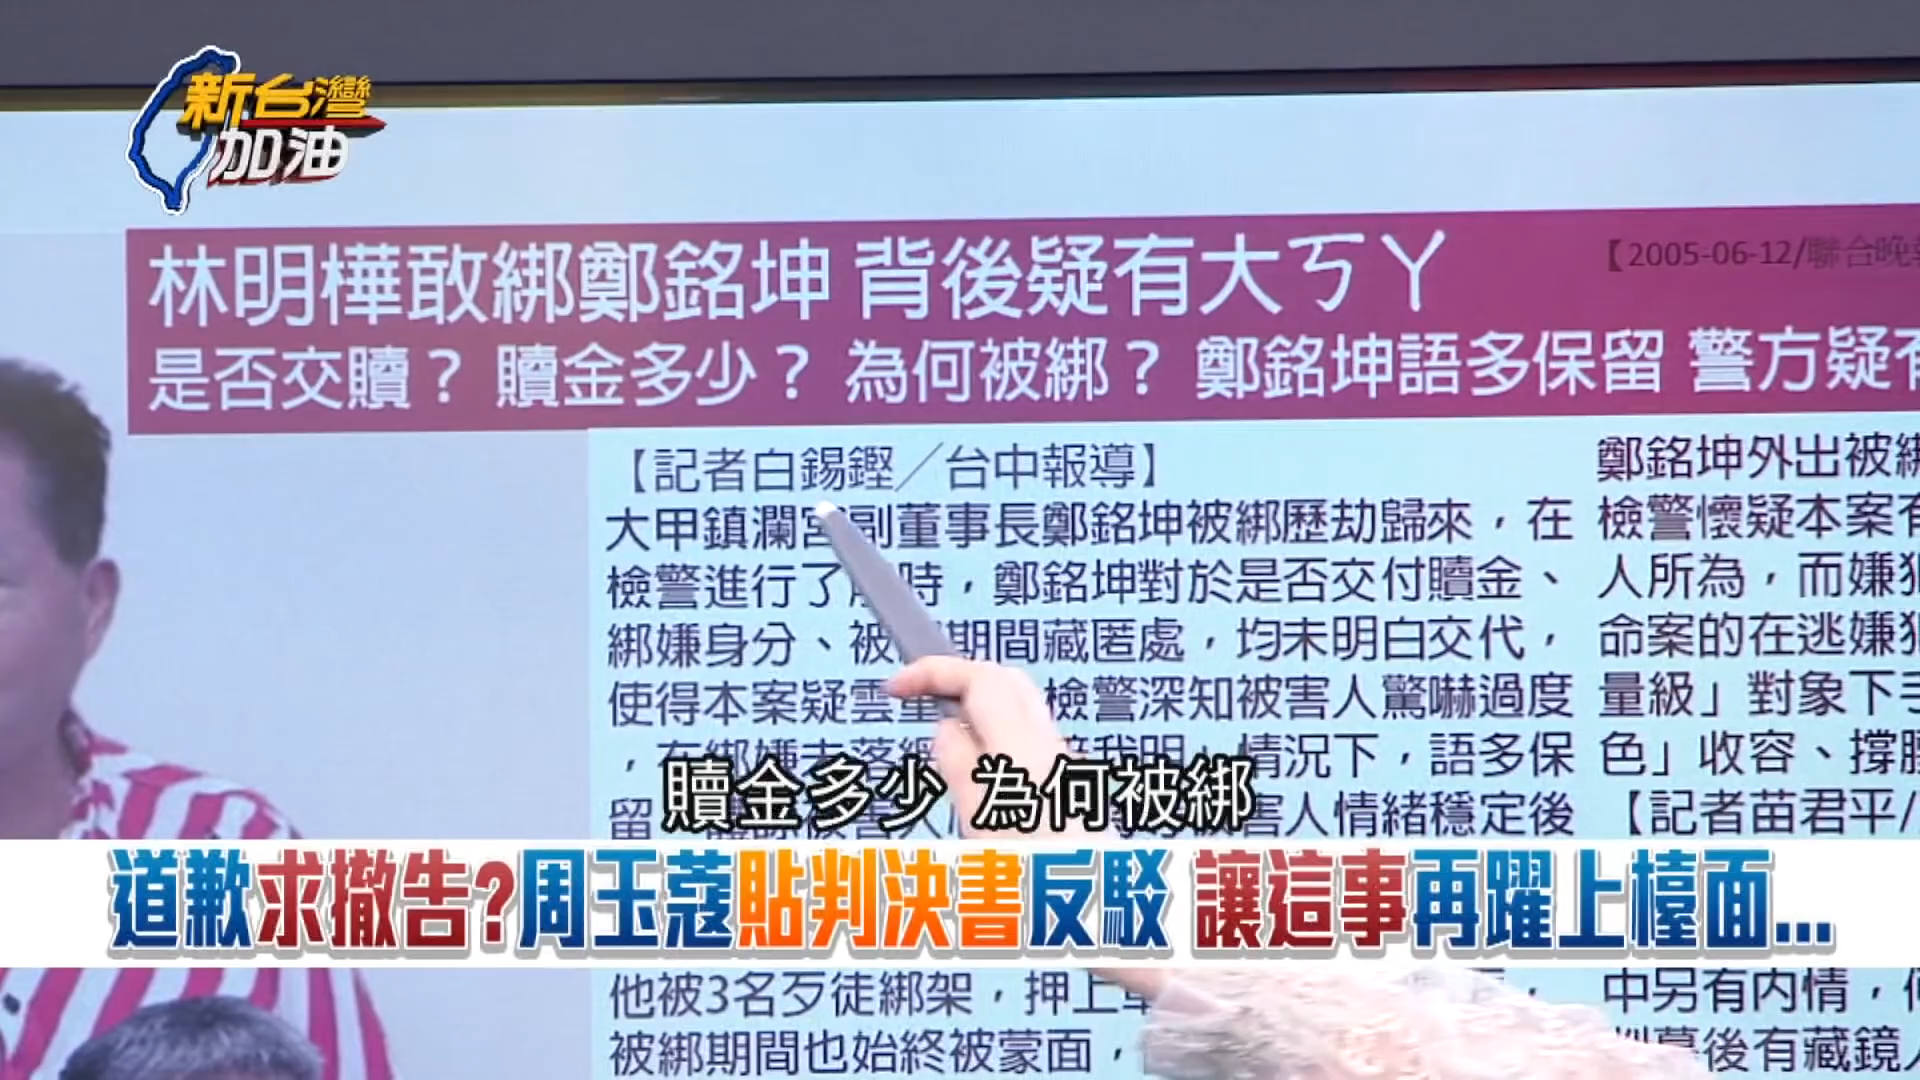 新台灣
加油
林明樺敢綁鄭銘坤 背後疑有大ㄎㄚ
【2005-06-12/聯合晚
是否交贖？ 贖金多少？ 為何被綁？ 鄭銘坤語多保留 警方疑有
【記者白錫鏗／台中報導】
大甲鎮瀾宮副董事長鄭銘坤被綁歷劫歸來，在
檢警進行了 時，鄭銘坤對於是否交付贖金、
綁嫌身分、被 期間藏匿處，均未明白交代，
使得本案疑雲重 檢警深知被害人驚嚇過度
，在綁嫌未落網 情況下，語多保
留 害人情緒穩定後
他被3名歹徒綁架，押上
被綁期間也始終被蒙面，
鄭銘坤外出被綁
檢警懷疑本案有
人所為，而嫌犯
命案的在逃嫌犯
量級」對象下手
色」收容、撐腰
【記者苗君平/
中另有內情，
幕後有藏鏡人
贖金多少 為何被綁
道歉求撤告?周玉蔻貼判決書反駁 讓這事再躍上檯面...